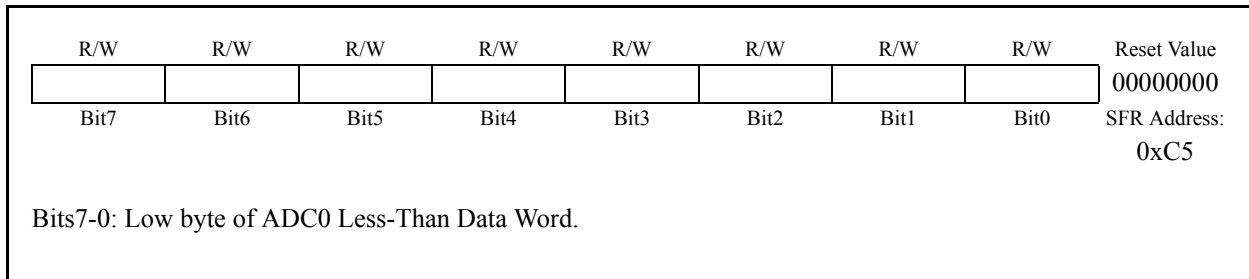 R/W R/W R/W R/W R/W R/W R/W R/W Reset Value
00000000
Bit7 Bit6 Bit5 Bit4 Bit3 Bit2 Bit1 Bit0 SFR Address:
0xC5
Bits7-0: Low byte of ADC0 Less-Than Data Word.